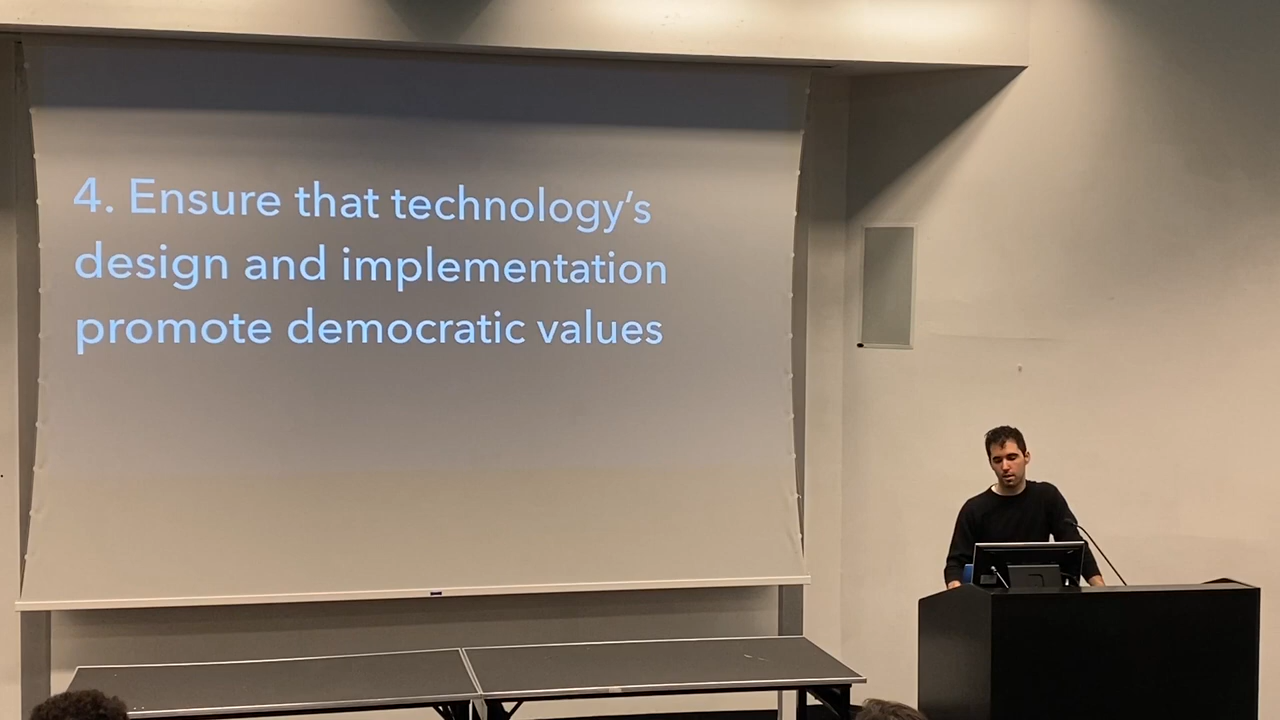 4. Ensure that technology’s
design and implementation
promote democratic values